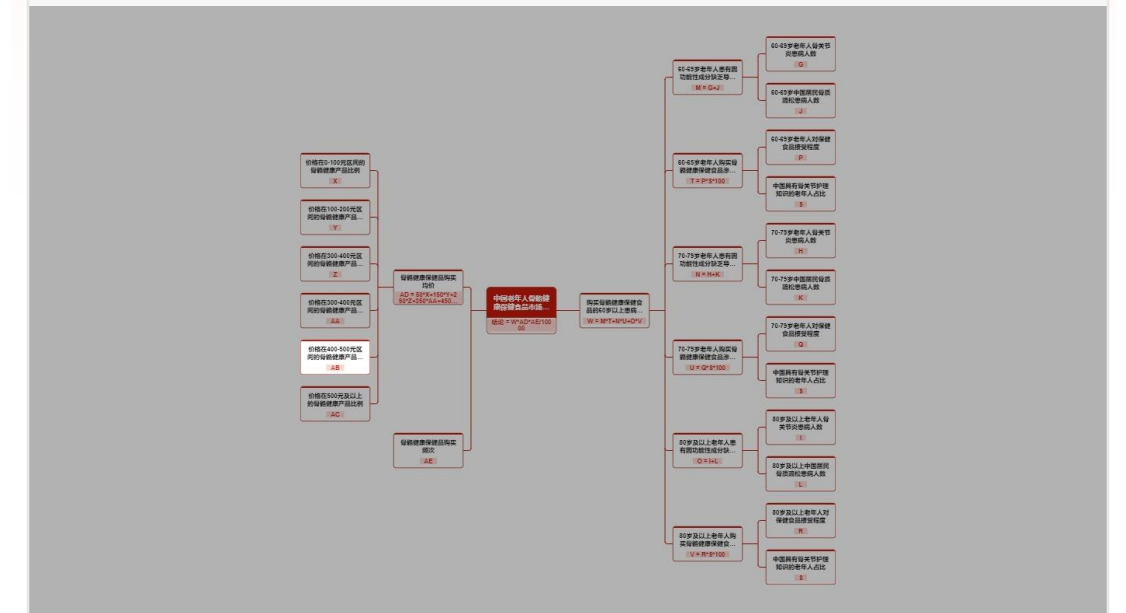 价格在0-100元区间的
骨骼健康产品比例
X
价格在100-200元区
间的骨骼健康产品...
Y
价格在300-400元区
间的骨骼健康产品...
Z
价格在300-400元区
间的骨骼健康产品...
AA
价格在400-500元区
间的骨骼健康产品...
AB
价格在500元及以上
的骨骼健康产品比例
AC
骨骼健康保健品购买
均价
AD = 50*X+150*Y+2
50*Z+350*AA+450...
骨骼健康保健品购买
频次
AE
中国老年人骨骼健
康保健食品市场...
结论 = W*AD*AE/100
00
购买骨骼健康保健食
品的60岁以上患病...
W = M*T+N*U+O*V
60-69岁老年人患有因
功能性成分缺乏导...
M = G+J
60-69岁老年人购买骨
骼健康保健食品渗...
T = P*S*100
70-79岁老年人患有因
功能性成分缺乏导...
N = H+K
70-79岁老年人购买骨
骼健康保健食品渗...
U = Q*S*100
80岁及以上老年人患
有因功能性成分缺...
O = I+L
80岁及以上老年人购
买骨骼健康保健食...
V = R*S*100
60-69岁老年人骨关节
炎患病人数
G
60-69岁中国居民骨质
疏松患病人数
J
60-69岁老年人对保健
食品接受程度
P
中国具有骨关节护理
知识的老年人占比
S
70-79岁老年人骨关节
炎患病人数
H
70-79岁中国居民骨质
疏松患病人数
K
70-79岁老年人对保健
食品接受程度
Q
中国具有骨关节护理
知识的老年人占比
S
80岁及以上老年人骨
关节炎患病人数
I
80岁及以上中国居民
骨质疏松患病人数
L
80岁及以上老年人对
保健食品接受程度
R
中国具有骨关节护理
知识的老年人占比
S